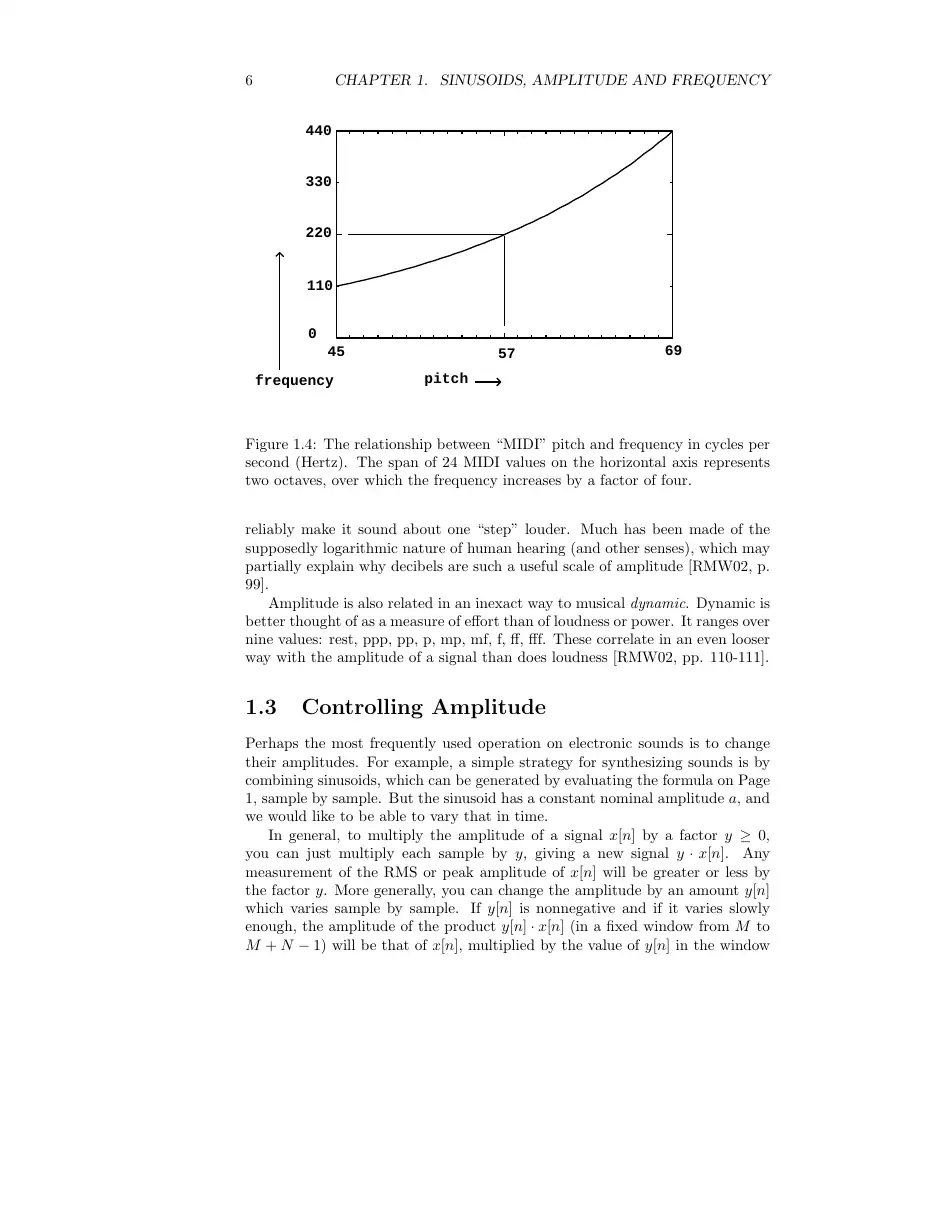 6 CHAPTER 1. SINUSOIDS, AMPLITUDE AND FREQUENCY
440
330
220
110
0
45 57 69
frequency pitch
Figure 1.4: The relationship between “MIDI” pitch and frequency in cycles per
second (Hertz). The span of 24 MIDI values on the horizontal axis represents
two octaves, over which the frequency increases by a factor of four.
reliably make it sound about one “step” louder. Much has been made of the
supposedly logarithmic nature of human hearing (and other senses), which may
partially explain why decibels are such a useful scale of amplitude [RMW02, p.
99].
Amplitude is also related in an inexact way to musical dynamic. Dynamic is
better thought of as a measure of effort than of loudness or power. It ranges over
nine values: rest, ppp, pp, p, mp, mf, f, ff, fff. These correlate in an even looser
way with the amplitude of a signal than does loudness [RMW02, pp. 110-111].
1.3 Controlling Amplitude
Perhaps the most frequently used operation on electronic sounds is to change
their amplitudes. For example, a simple strategy for synthesizing sounds is by
combining sinusoids, which can be generated by evaluating the formula on Page
1, sample by sample. But the sinusoid has a constant nominal amplitude a, and
we would like to be able to vary that in time.
In general, to multiply the amplitude of a signal x[n] by a factor y ≥ 0,
you can just multiply each sample by y, giving a new signal y · x[n]. Any
measurement of the RMS or peak amplitude of x[n] will be greater or less by
the factor y. More generally, you can change the amplitude by an amount y[n]
which varies sample by sample. If y[n] is nonnegative and if it varies slowly
enough, the amplitude of the product y[n] · x[n] (in a fixed window from M to
M + N − 1) will be that of x[n], multiplied by the value of y[n] in the window